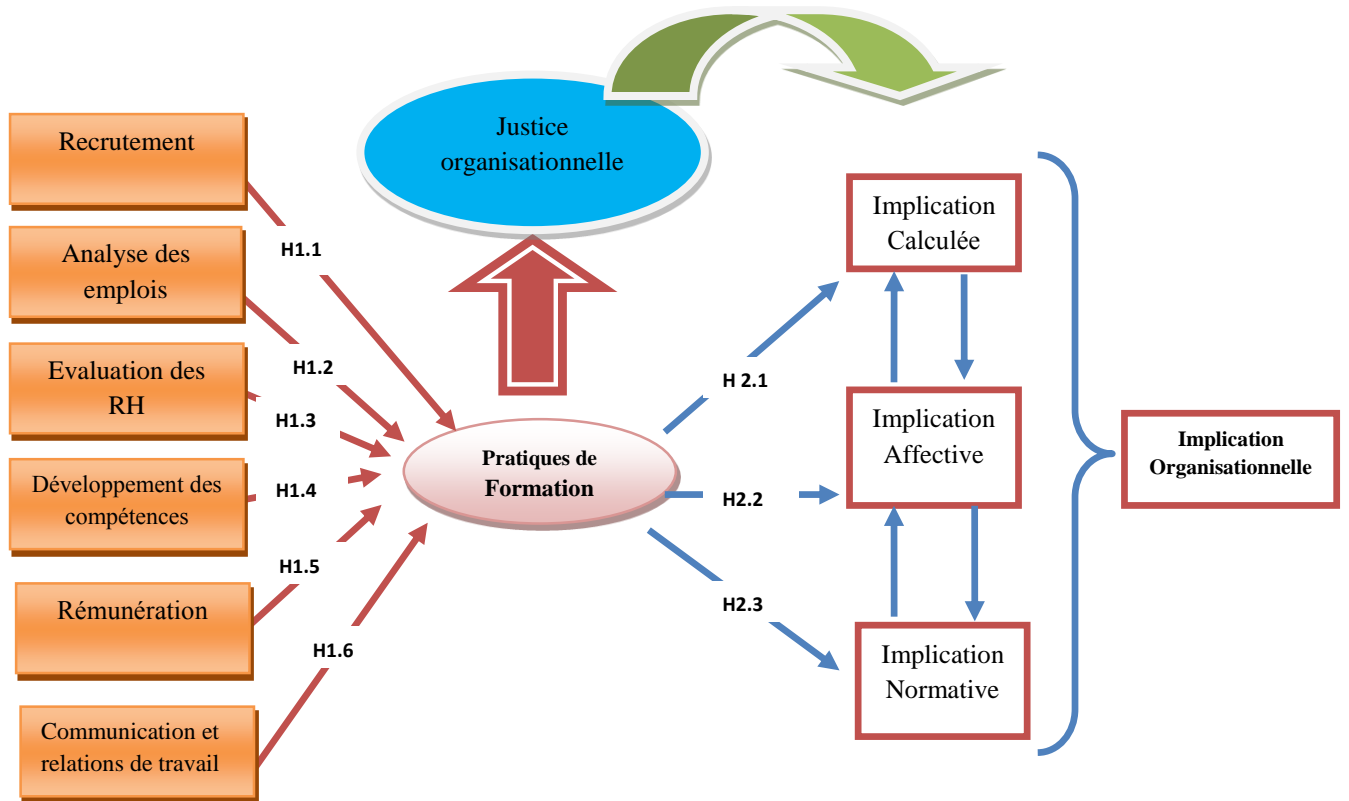 Justice
organisationnelle
Recrutement
Analyse des
emplois
Evaluation des
RH
Développement des
compétences
Rémunération
Communication et
relations de travail
H1.1
H1.2
H1.3
H1.4
H1.5
H1.6
Pratiques de
Formation
H 2.1
H2.2
H2.3
Implication
Calculée
Implication
Affective
Implication
Normative
Implication
Organisationnelle